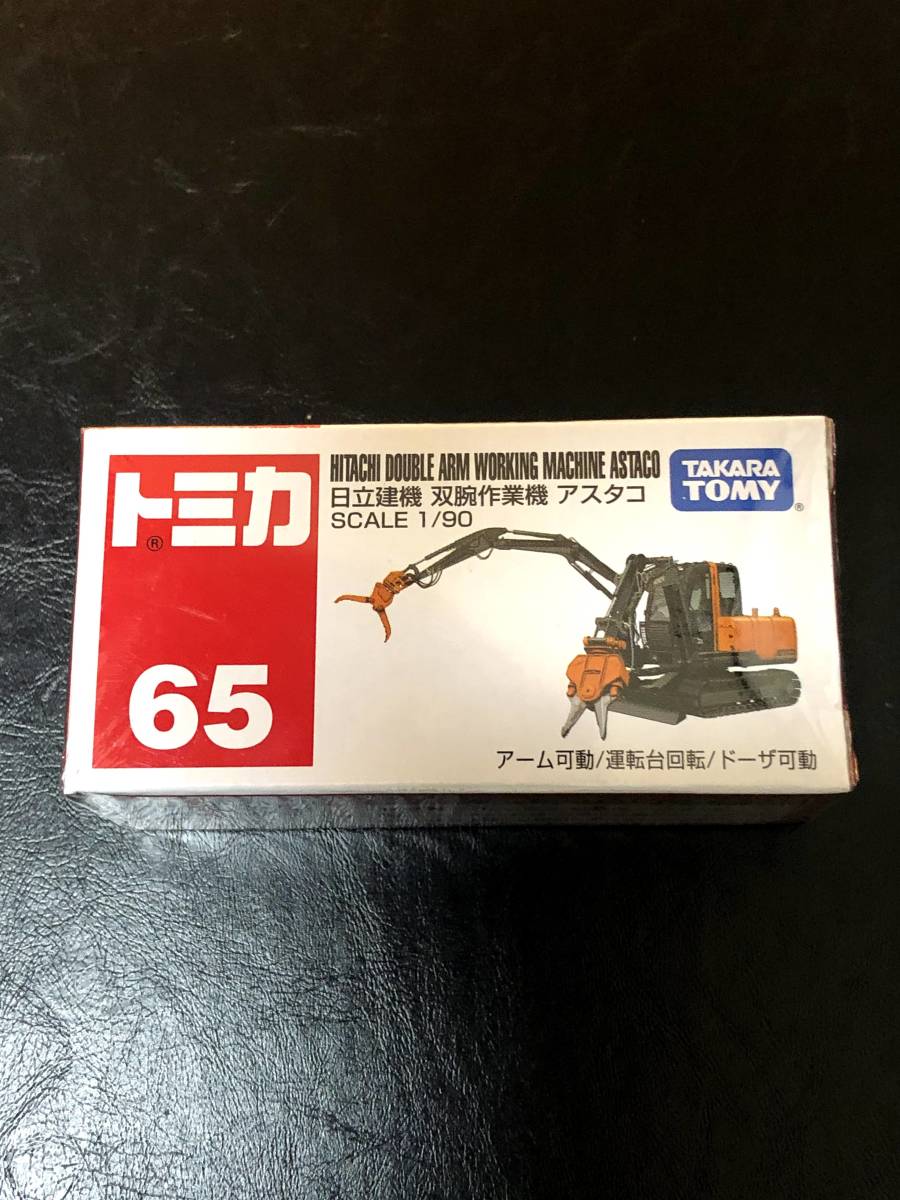 トミカ
®
65
HITACHI DOUBLE ARM WORKING MACHINE ASTACO
日立建機 双腕作業機 アスタコ
SCALE 1/90
TAKARA
TOMY
®
アーム可動/運転台回転/ドーザ可動